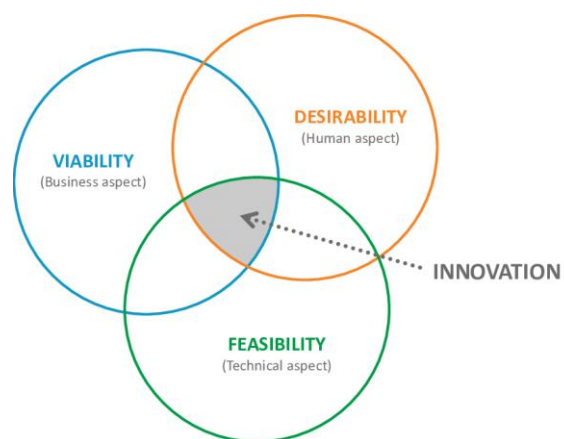 DESIRABILITY
(Human aspect)
VIABILITY
(Business aspect)
INNOVATION
FEASIBILITY
(Technical aspect)